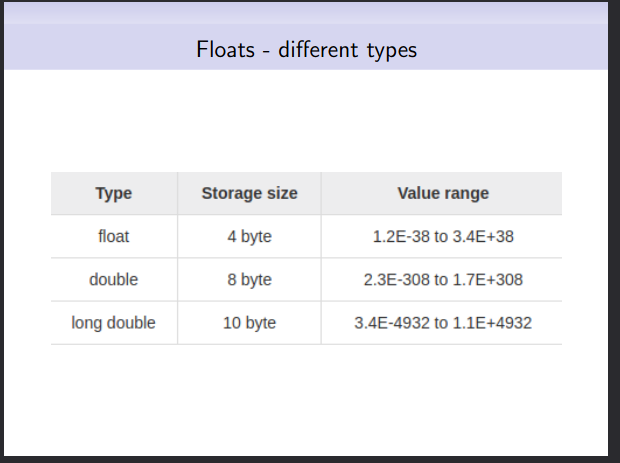 Floats - different types
Type Storage size Value range
float 4 byte 1.2E-38 to 3.4E+38
double 8 byte 2.3E-308 to 1.7E+308
long double 10 byte 3.4E-4932 to 1.1E+4932